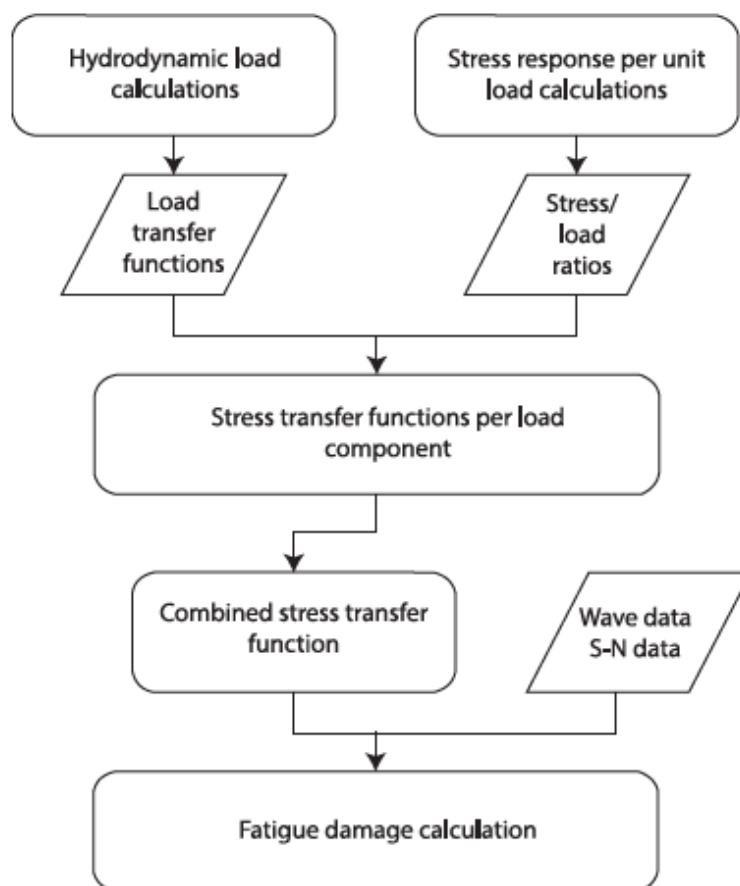 Hydrodynamic load
calculations
Stress response per unit
load calculations
Load
transfer
functions
Stress/
load
ratios
Stress transfer functions per load
component
Combined stress transfer
function
Wave data
S-N data
Fatigue damage calculation